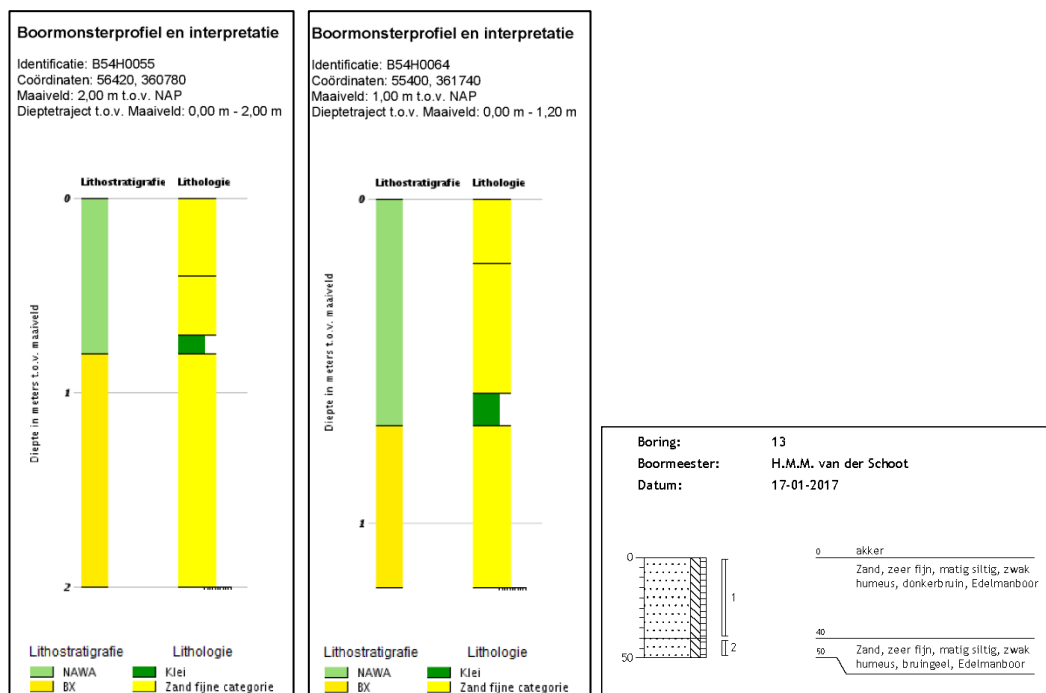 Boormonsterprofiel en interpretatie
Identificatie: B54H0055
Coördinaten: 56420, 360780
Maaiveld: 2,00 m t.o.v. NAP
Dieptetraject t.o.v. Maaiveld: 0,00 m - 2,00 m
Lithostratigrafie Lithologie
0
Diepte in meters t.o.v. maaiveld
1
2
Lithostratigrafie Lithologie
NAWA Klei
BX Zand fijne categorie
Boormonsterprofiel en interpretatie
Identificatie: B54H0064
Coördinaten: 55400, 361740
Maaiveld: 1,00 m t.o.v. NAP
Dieptetraject t.o.v. Maaiveld: 0,00 m - 1,20 m
Lithostratigrafie Lithologie
0
Diepte in meters t.o.v. maaiveld
1
Lithostratigrafie Lithologie
NAWA Klei
BX Zand fijne categorie
Boring: 13
Boormeester: H.M.M. van der Schoot
Datum: 17-01-2017
0
50
1
2
0 akker
Zand, zeer fijn, matig siltig, zwak
humeus, donkerbruin, Edelmanboor
40
50 Zand, zeer fijn, matig siltig, zwak
humeus, bruingeel, Edelmanboor